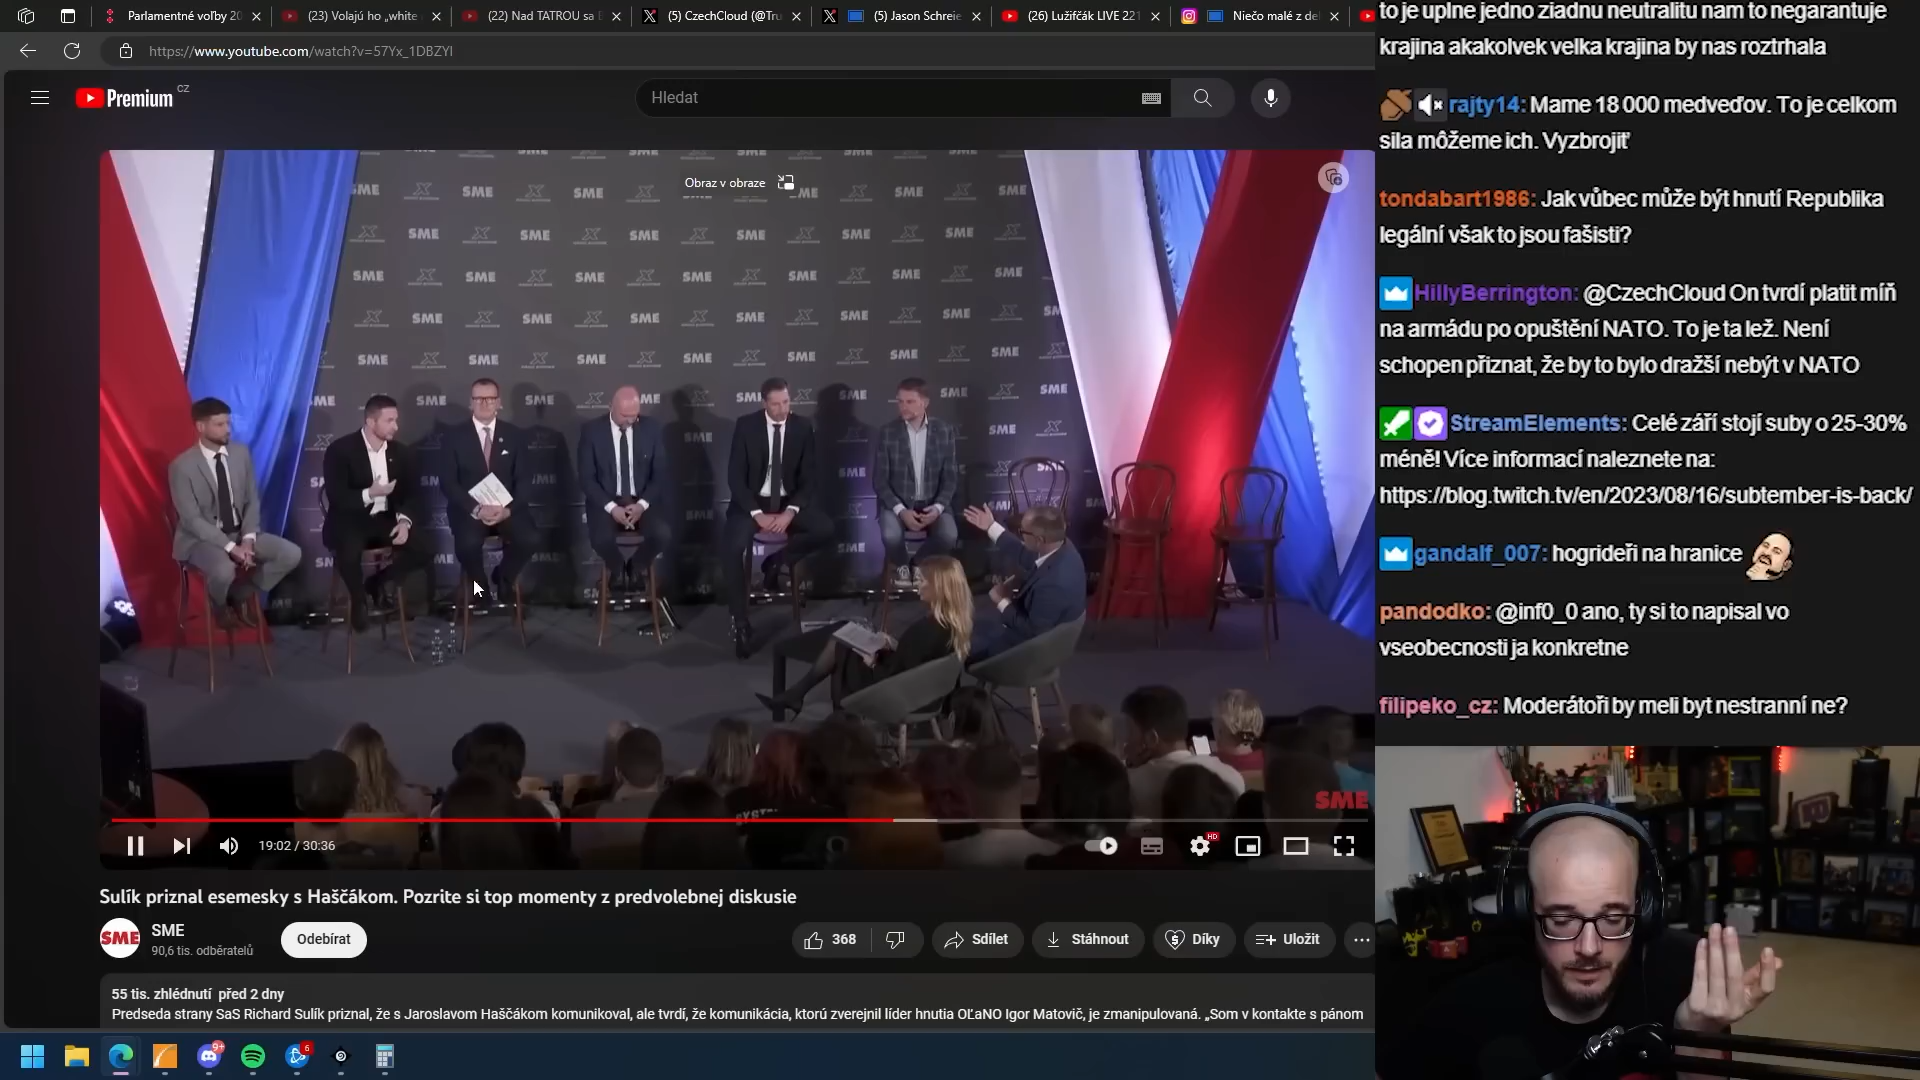 Parlamentné voľby 20
(23) Volajú ho „white
(22) Nad TATROU sa
(5) CzechCloud (@Tru
(5) Jason Schreie
(26) Lužifčák LIVE 221
Niečo malé z de
https://www.youtube.com/watch?v=57Yx_1DBZYI
Premium CZ
Hledat
Obraz v obraze
SME
19:02 / 30:36
HD
Sulík priznal esemesky s Haščákom. Pozrite si top momenty z predvolebnej diskusie
SME
SME
90,6 tis. odběratelů
Odebírat
368
Sdílet
Stáhnout
Díky
Uložit
55 tis. zhlédnutí před 2 dny
Predseda strany SaS Richard Sulík priznal, že s Jaroslavom Haščákom komunikoval, ale tvrdí, že komunikácia, ktorú zverejnil líder hnutia OĽaNO Igor Matovič, je zmanipulovaná. „Som v kontakte s pánom
9+
6
to je uplne jedno ziadnu neutralitu nam to negarantuje
krajina akakolvek velka krajina by nas roztrhala
rajty14: Mame 18 000 medveďov. To je celkom
sila môžeme ich. Vyzbrojiť
tondabart1986: Jak vůbec může být hnutí Republika
legální však to jsou fašisti?
HillyBerrington: @CzechCloud On tvrdí platit míň
na armádu po opuštění NATO. To je ta lež. Není
schopen přiznat, že by to bylo dražší nebýt v NATO
StreamElements: Celé září stojí suby o 25-30%
méně! Více informací naleznete na:
https://blog.twitch.tv/en/2023/08/16/subtember-is-back/
gandalf_007: hogrideři na hranice
pandodko: @inf0_0 ano, ty si to napisal vo
vseobecnosti ja konkretne
filipeko_cz: Moderátoři by meli byt nestranní ne?